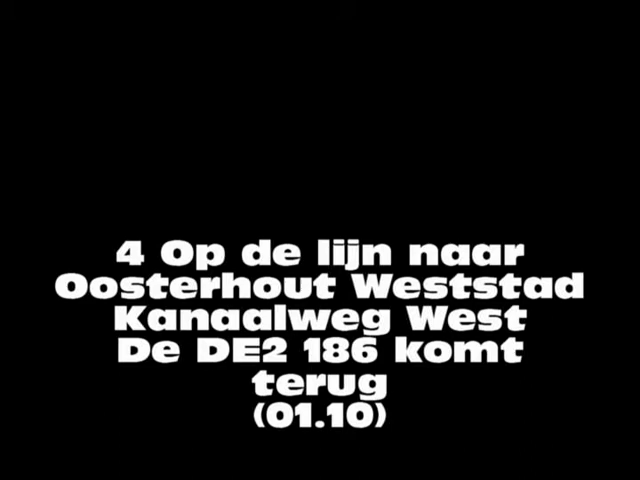 4 Op de lijn naar
Oosterhout Weststad
Kanaalweg West
De DE2 186 komt
terug
(01.10)